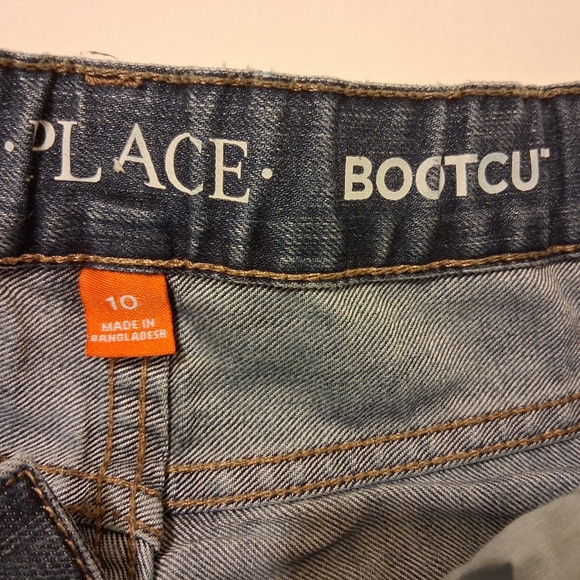 · PLACE ·
BOOTCU
10
MADE IN
BANGLADESH